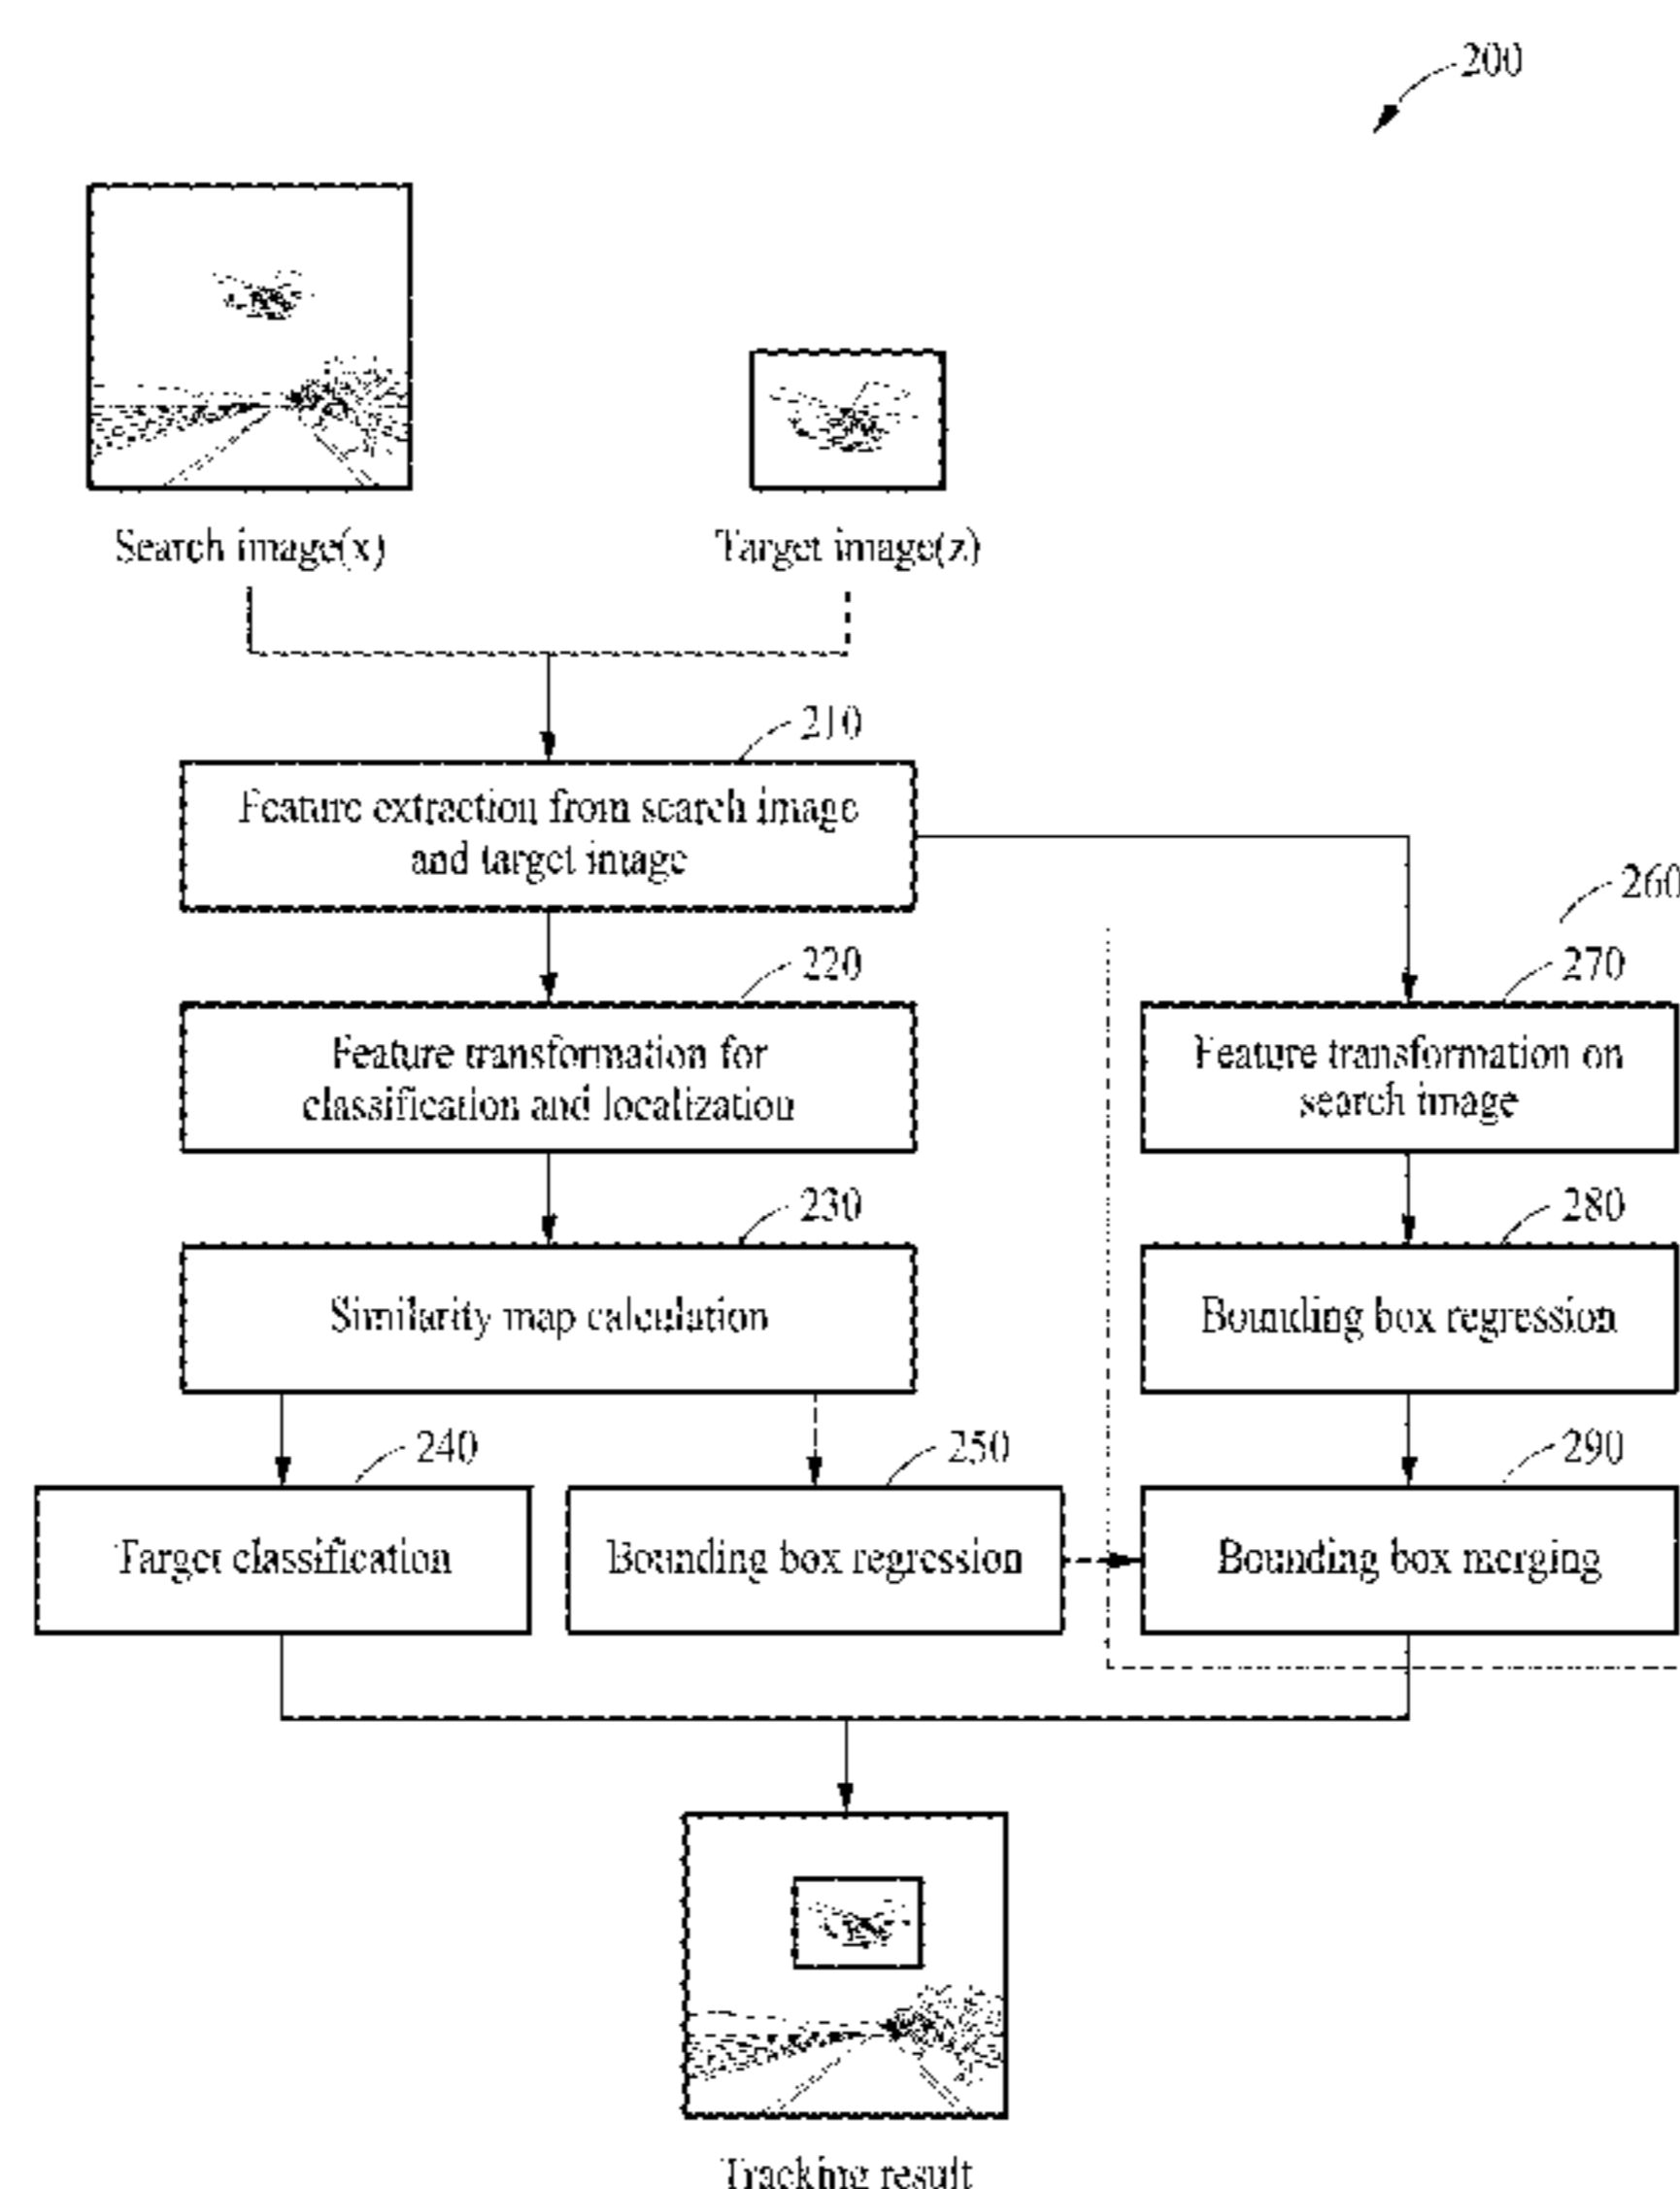 200
Search image(x)
Target image(z)
210
Feature extraction from search image
and target image
260
220
270
Feature transformation for
classification and localization
Feature transformation on
search image
230
280
Similarity map calculation
Bounding box regression
240
250
290
Target classification
Bounding box regression
Bounding box merging
Tracking result